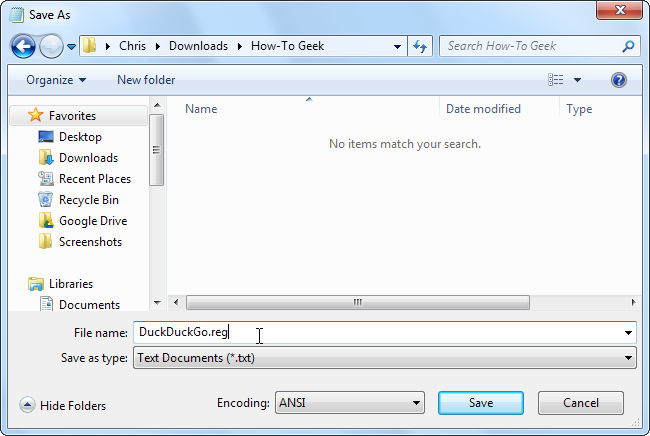 Save As
Chris Downloads How-To Geek Search How-To Geek
Organize New folder
Favorites Name Date modified Type
Desktop
No items match your search.
Downloads
Recent Places
Recycle Bin
Google Drive
Screenshots
Libraries
Documents
File name: DuckDuckGo.reg
Save as type: Text Documents (*.txt)
Hide Folders Encoding: ANSI Save Cancel